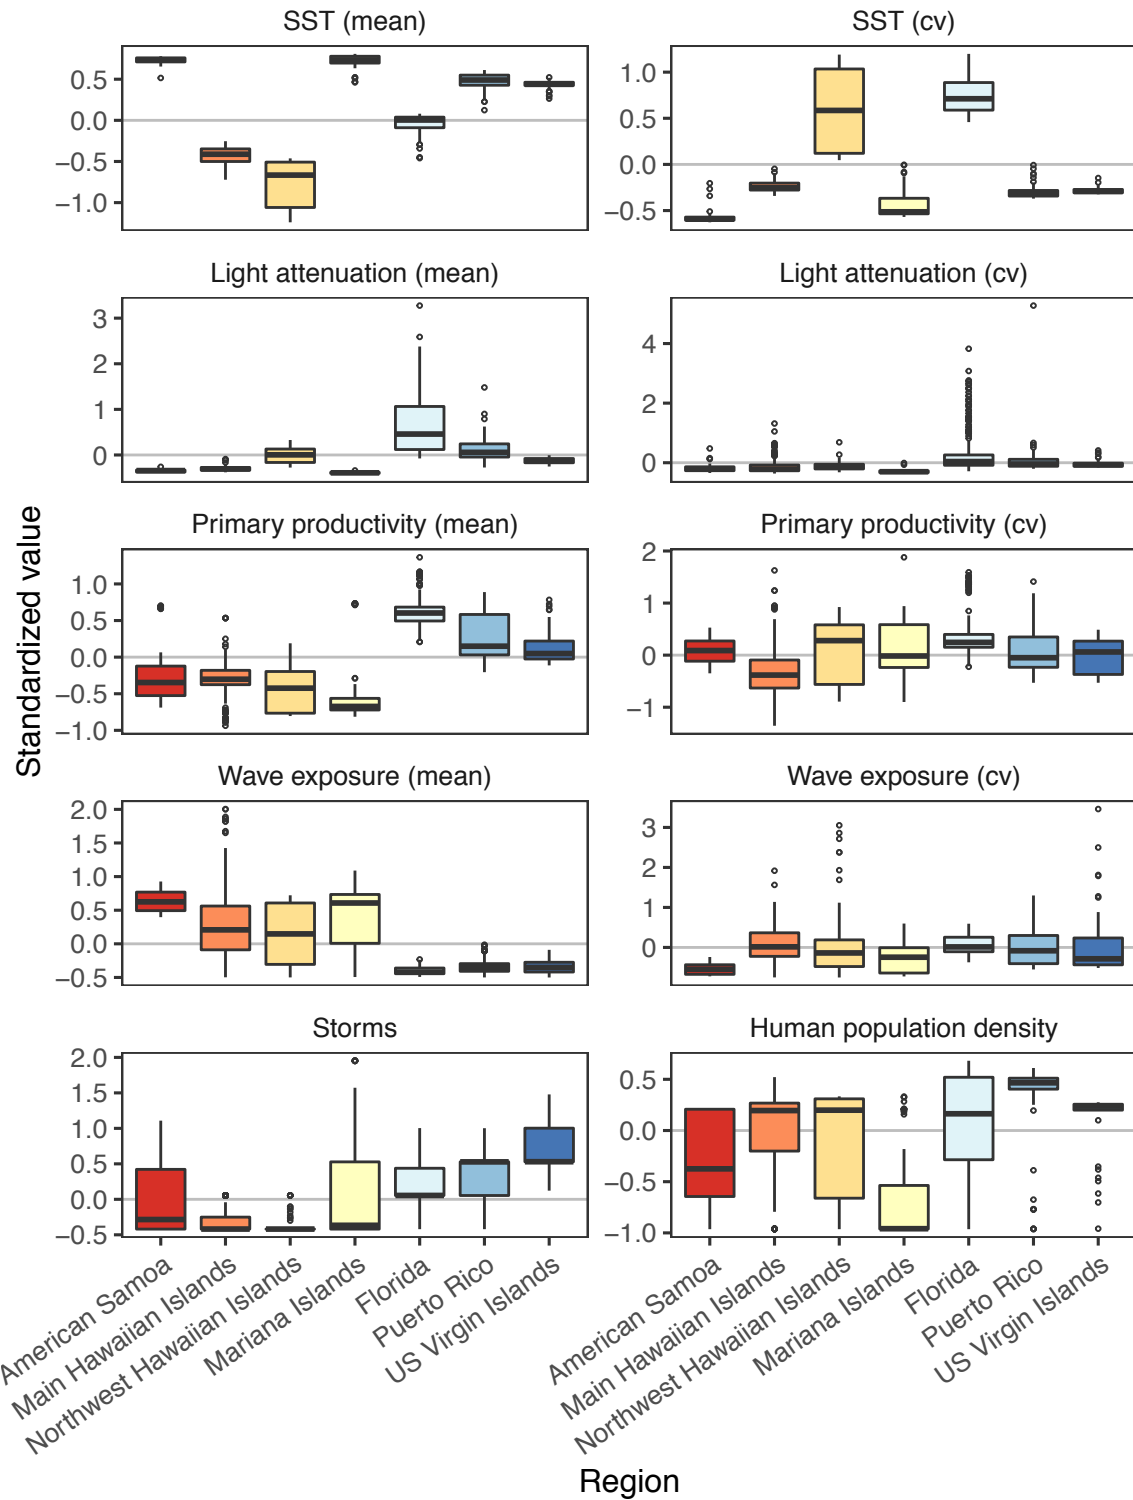 SST (mean)
SST (cv)
0.5
0.0
−0.5
−1.0
1.0
0.5
0.0
−0.5
Light attenuation (mean)
Light attenuation (cv)
3
2
1
0
4
2
0
Primary productivity (mean)
Primary productivity (cv)
1.0
0.5
0.0
−0.5
−1.0
2
1
0
−1
Standardized value
Wave exposure (mean)
Wave exposure (cv)
2.0
1.5
1.0
0.5
0.0
−0.5
3
2
1
0
Storms
Human population density
2.0
1.5
1.0
0.5
0.0
−0.5
0.5
0.0
−0.5
−1.0
American Samoa
Main Hawaiian Islands
Northwest Hawaiian Islands
Mariana Islands
Florida
Puerto Rico
US Virgin Islands
American Samoa
Main Hawaiian Islands
Northwest Hawaiian Islands
Mariana Islands
Florida
Puerto Rico
US Virgin Islands
Region